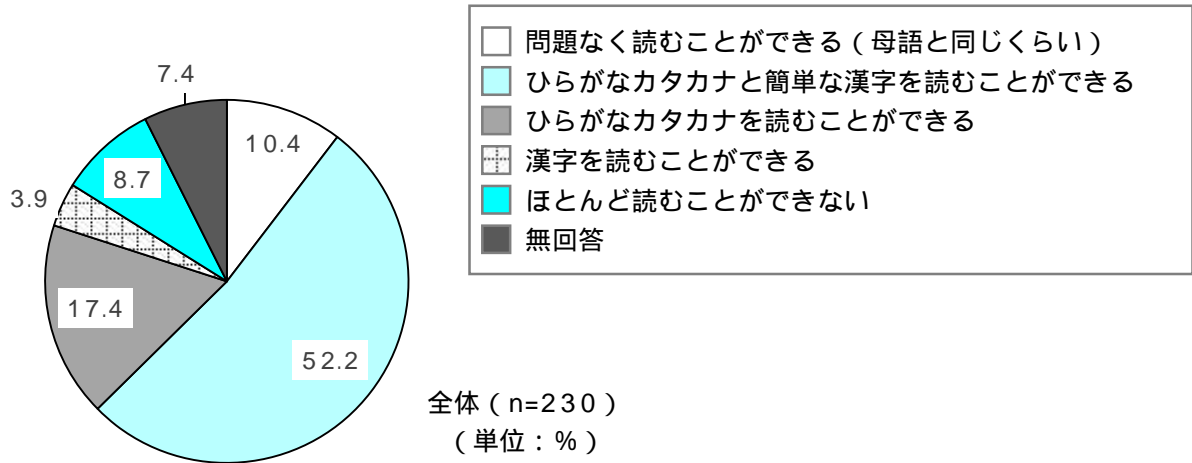 問題なく読むことができる（母語と同じくらい）
ひらがなカタカナと簡単な漢字を読むことができる
ひらがなカタカナを読むことができる
漢字を読むことができる
ほとんど読むことができない
無回答
7.4
10.4
8.7
3.9
17.4
52.2
全体（n=230）
（単位：％）